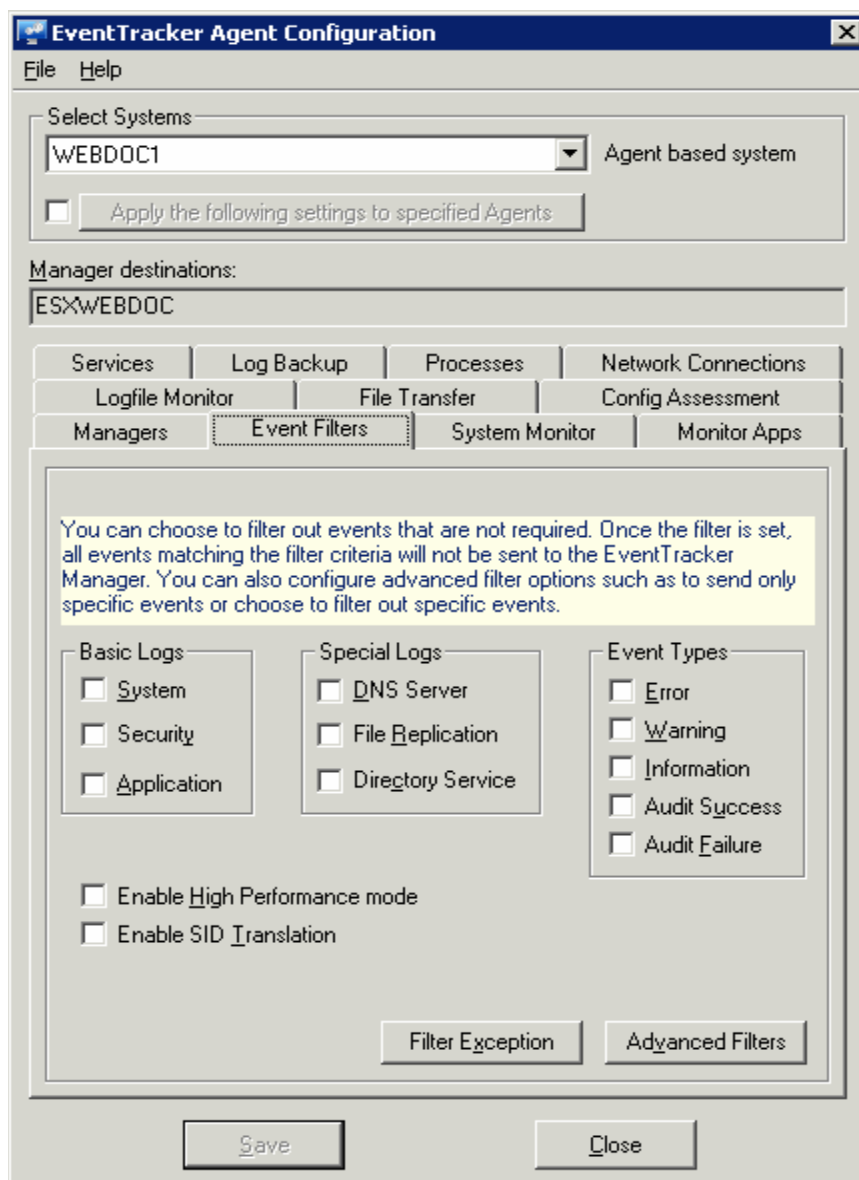 EventTracker Agent Configuration
File Help
Select Systems
WEBDOC1 Agent based system
Apply the following settings to specified Agents
Manager destinations:
ESXWEBDOC
Services Log Backup Processes Network Connections
Logfile Monitor File Transfer Config Assessment
Managers Event Filters System Monitor Monitor Apps
You can choose to filter out events that are not required. Once the filter is set,
all events matching the filter criteria will not be sent to the EventTracker
Manager. You can also configure advanced filter options such as to send only
specific events or choose to filter out specific events.
Basic Logs
System
Security
Application
Special Logs
DNS Server
File Replication
Directory Service
Event Types
Error
Warning
Information
Audit Success
Audit Failure
Enable High Performance mode
Enable SID Translation
Filter Exception Advanced Filters
Save Close